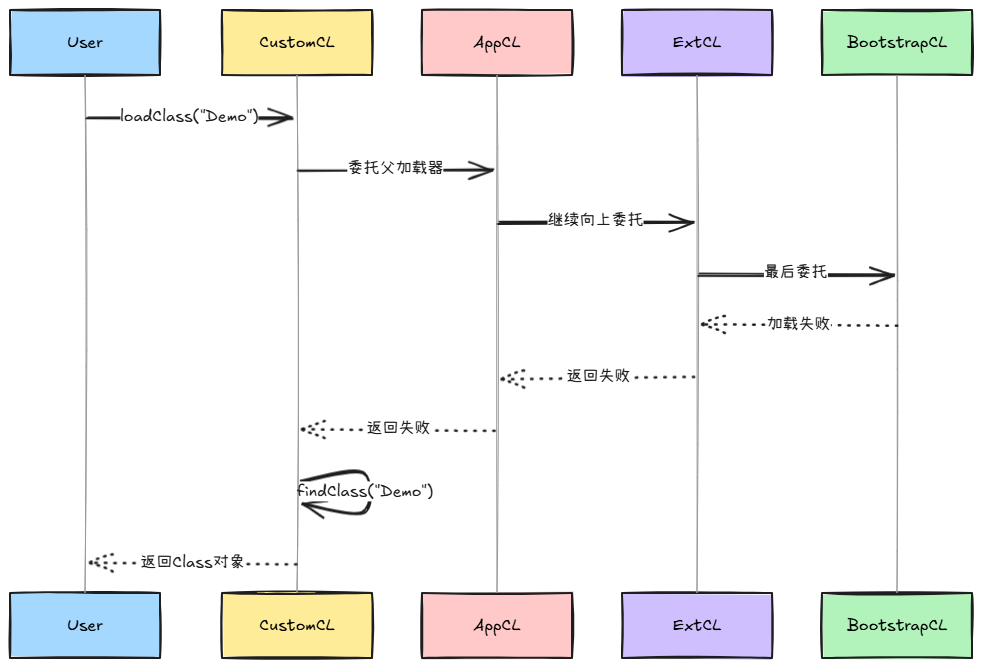 User
CustomCL
AppCL
ExtCL
BootstrapCL
loadClass("Demo")
委托父加载器
继续向上委托
最后委托
加载失败
返回失败
返回失败
findClass("Demo")
返回Class对象
User
CustomCL
AppCL
ExtCL
BootstrapCL